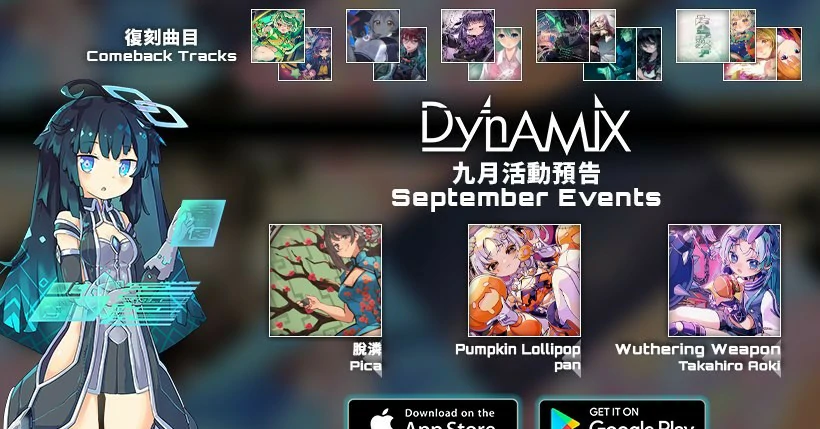 復刻曲目
Comeback Tracks
DynAMIX
九月活動預告
September Events
脫潾
Pica
Pumpkin Lollipop
pan
Wuthering Weapon
Takahiro Aoki
Download on the
App Store
GET IT ON
Google Play